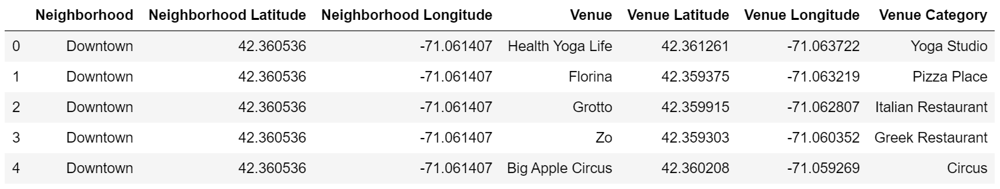 Neighborhood Neighborhood Latitude Neighborhood Longitude Venue Venue Latitude Venue Longitude Venue Category
0 Downtown 42.360536 -71.061407 Health Yoga Life 42.361261 -71.063722 Yoga Studio
1 Downtown 42.360536 -71.061407 Florina 42.359375 -71.063219 Pizza Place
2 Downtown 42.360536 -71.061407 Grotto 42.359915 -71.062807 Italian Restaurant
3 Downtown 42.360536 -71.061407 Zo 42.359303 -71.060352 Greek Restaurant
4 Downtown 42.360536 -71.061407 Big Apple Circus 42.360208 -71.059269 Circus